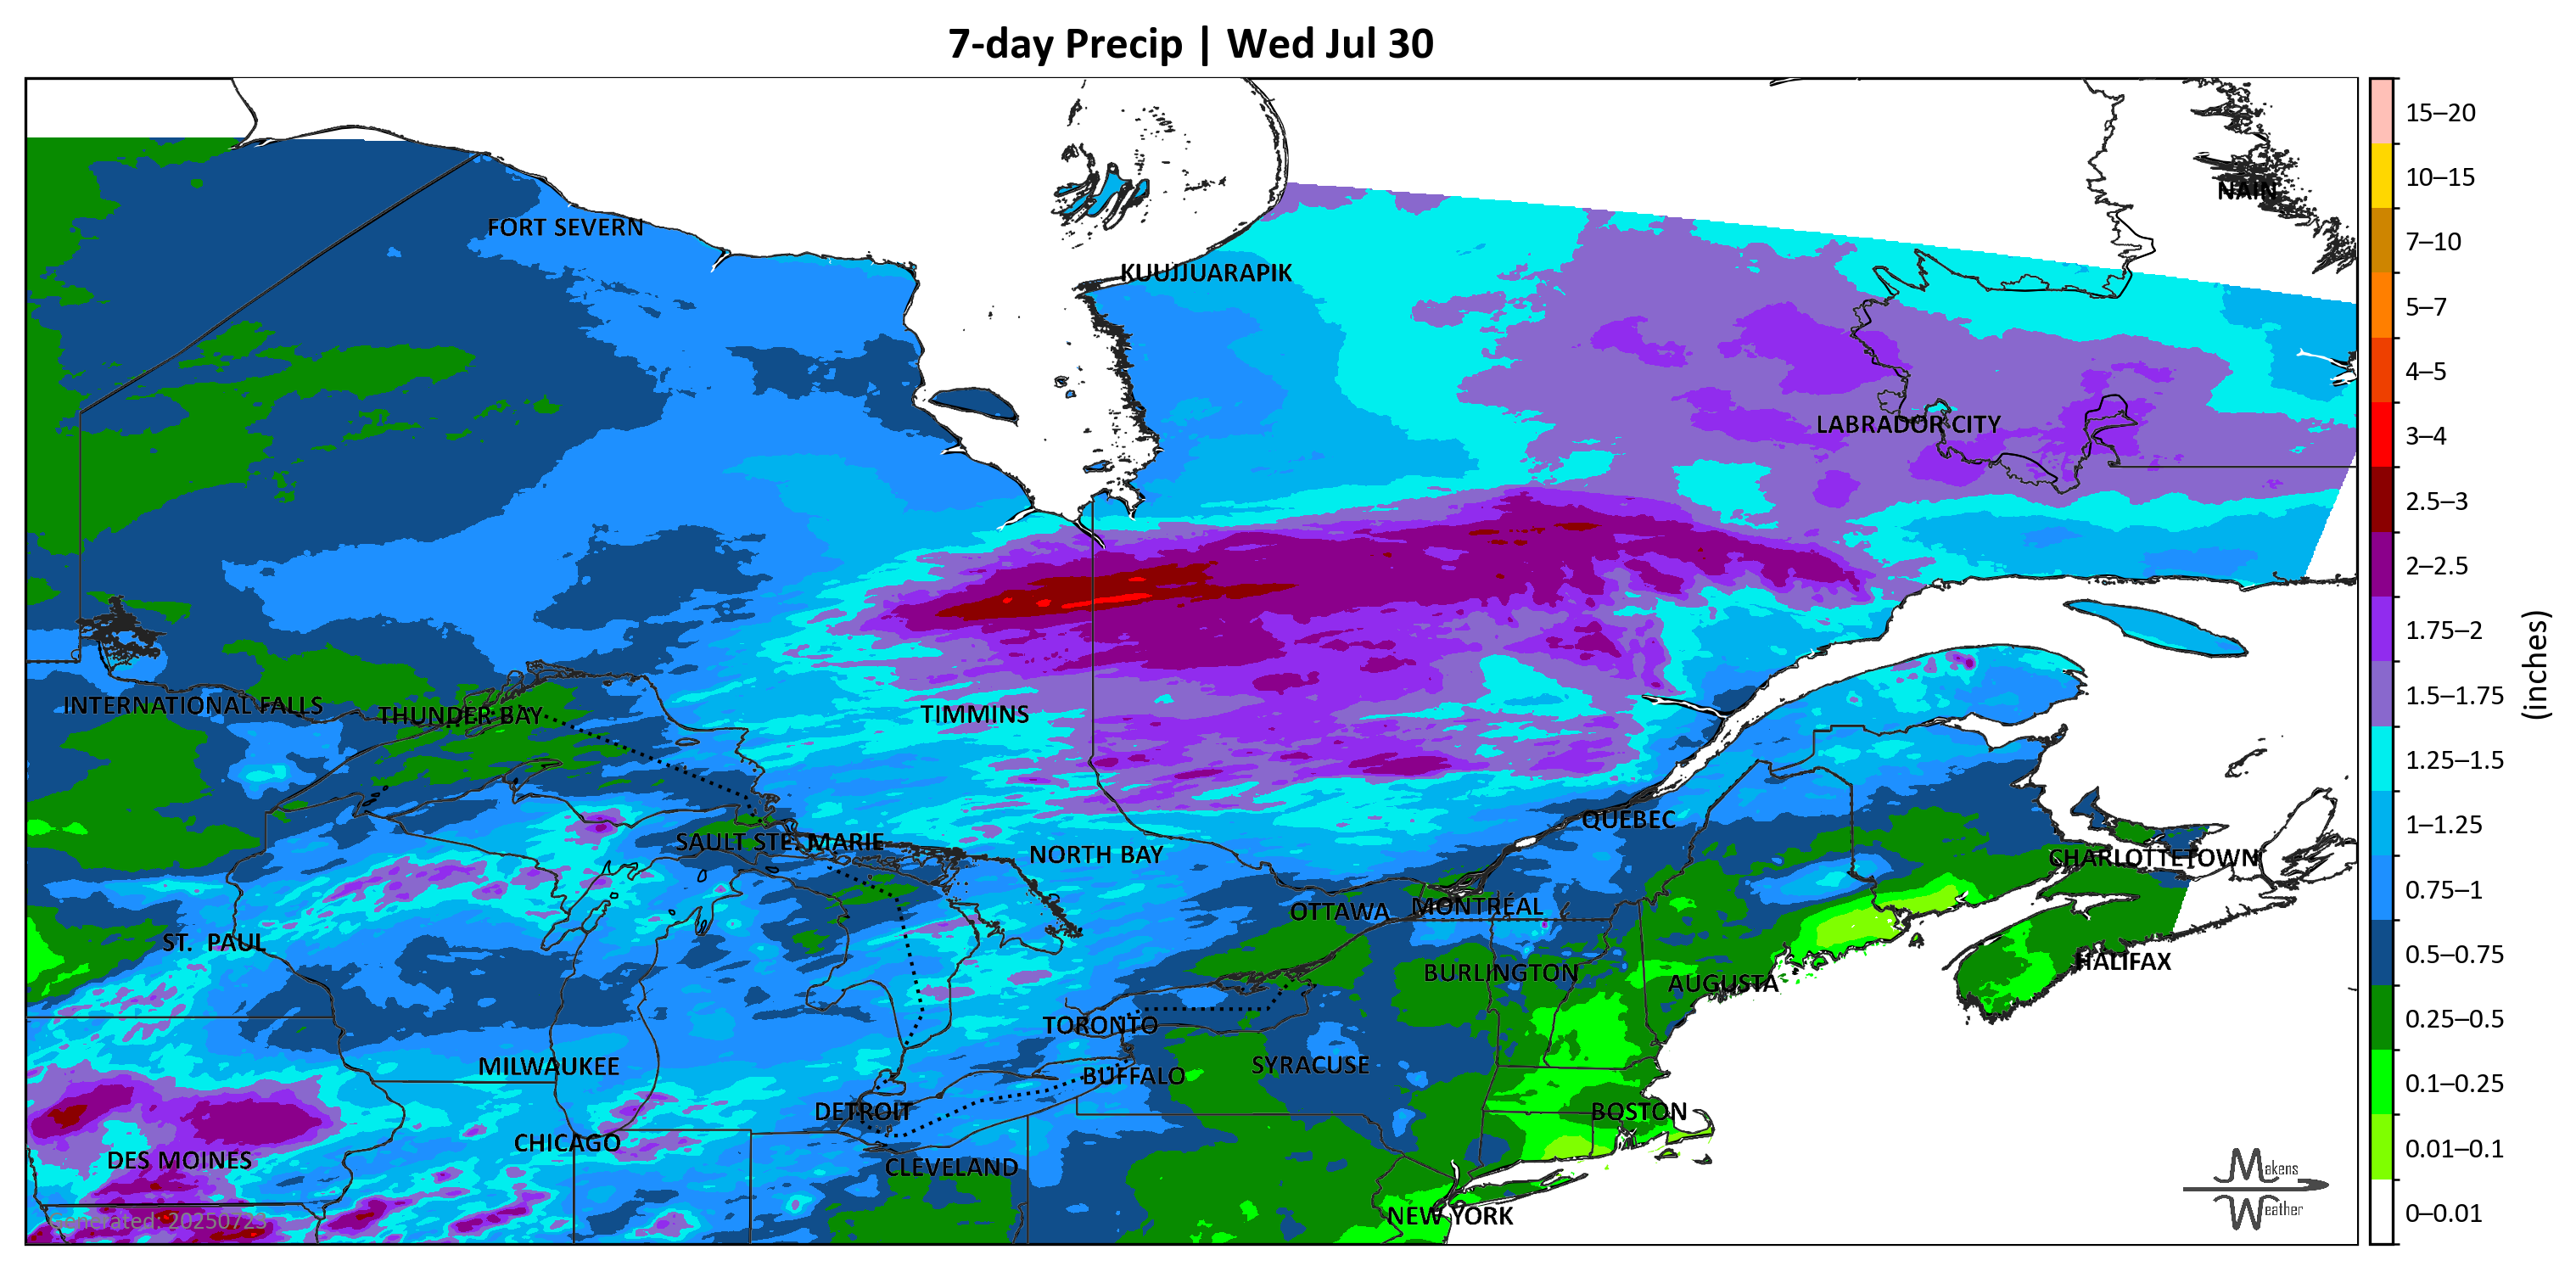 7-day Precip | Wed Jul 30
15–20
10–15
NAIN
FORT SEVERN
7–10
KUUJJUARAPIK
5–7
4–5
LABRADOR CITY
3–4
2.5–3
2–2.5
1.75–2
(inches)
INTERNATIONAL FALLS
THUNDER BAY
TIMMINS
1.5–1.75
1.25–1.5
QUEBEC
1–1.25
SAULT STE. MARIE
NORTH BAY
CHARLOTTETOWN
0.75–1
OTTAWA
MONTRÉAL
ST. PAUL
BURLINGTON
AUGUSTA
HALIFAX
0.5–0.75
TORONTO
0.25–0.5
MILWAUKEE
BUFFALO
SYRACUSE
0.1–0.25
DETROIT
BOSTON
CHICAGO
DES MOINES
CLEVELAND
0.01–0.1
Makens
Weather
NEW YORK
Generated: 20250723
0–0.01